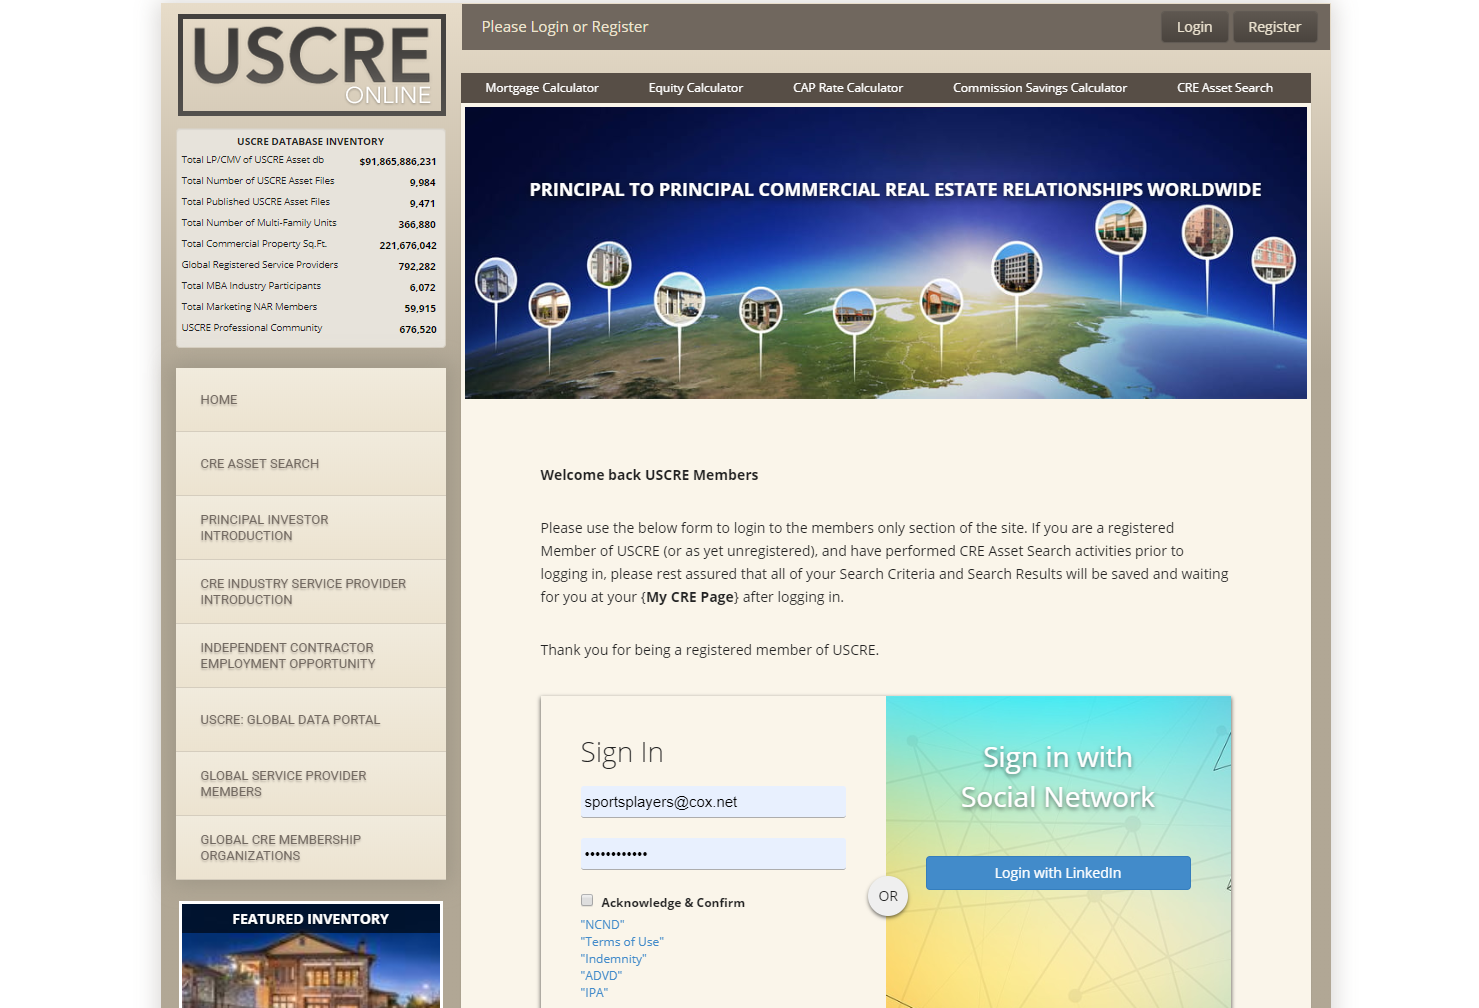 USCRE
ONLINE
Please Login or Register
Login
Register
Mortgage Calculator
Equity Calculator
CAP Rate Calculator
Commission Savings Calculator
CRE Asset Search
USCRE DATABASE INVENTORY
Total LP/CMV of USCRE Asset db $91,865,886,231
Total Number of USCRE Asset Files 9,984
Total Published USCRE Asset Files 9,471
Total Number of Multi-Family Units 366,880
Total Commercial Property Sq.Ft. 221,676,042
Global Registered Service Providers 792,282
Total MBA Industry Participants 6,072
Total Marketing NAR Members 59,915
USCRE Professional Community 676,520
HOME
CRE ASSET SEARCH
PRINCIPAL INVESTOR
INTRODUCTION
CRE INDUSTRY SERVICE PROVIDER
INTRODUCTION
INDEPENDENT CONTRACTOR
EMPLOYMENT OPPORTUNITY
USCRE: GLOBAL DATA PORTAL
GLOBAL SERVICE PROVIDER
MEMBERS
GLOBAL CRE MEMBERSHIP
ORGANIZATIONS
FEATURED INVENTORY
PRINCIPAL TO PRINCIPAL COMMERCIAL REAL ESTATE RELATIONSHIPS WORLDWIDE
Welcome back USCRE Members
Please use the below form to login to the members only section of the site. If you are a registered
Member of USCRE (or as yet unregistered), and have performed CRE Asset Search activities prior to
logging in, please rest assured that all of your Search Criteria and Search Results will be saved and waiting
for you at your {My CRE Page} after logging in.
Thank you for being a registered member of USCRE.
Sign In
sportsplayers@cox.net
••••••••••••
Acknowledge & Confirm
"NCND"
"Terms of Use"
"Indemnity"
"ADVD"
"IPA"
OR
Sign in with
Social Network
Login with LinkedIn